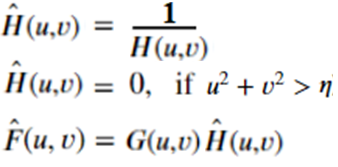 Ĥ(u,v) = 1 / H(u,v)
Ĥ(u,v) = 0, if u² + v² > η
F̂(u, v) = G(u,v) Ĥ(u,v)